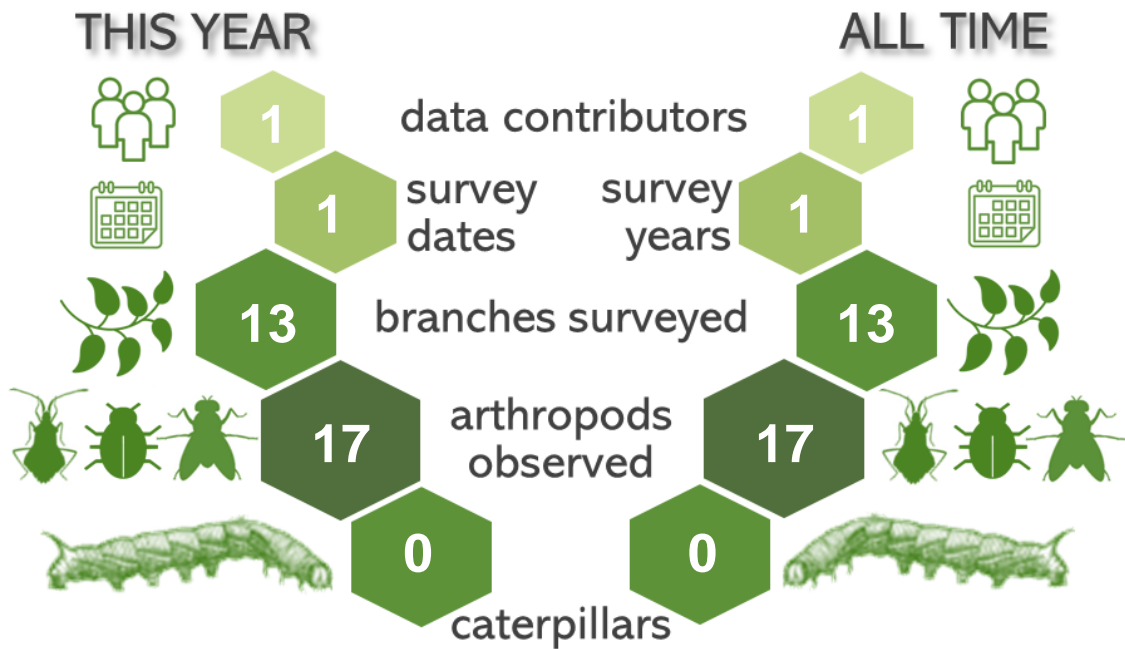 THIS YEAR
ALL TIME
1 data contributors 1
1 survey dates
survey years 1
13 branches surveyed 13
17 arthropods observed 17
0 caterpillars 0